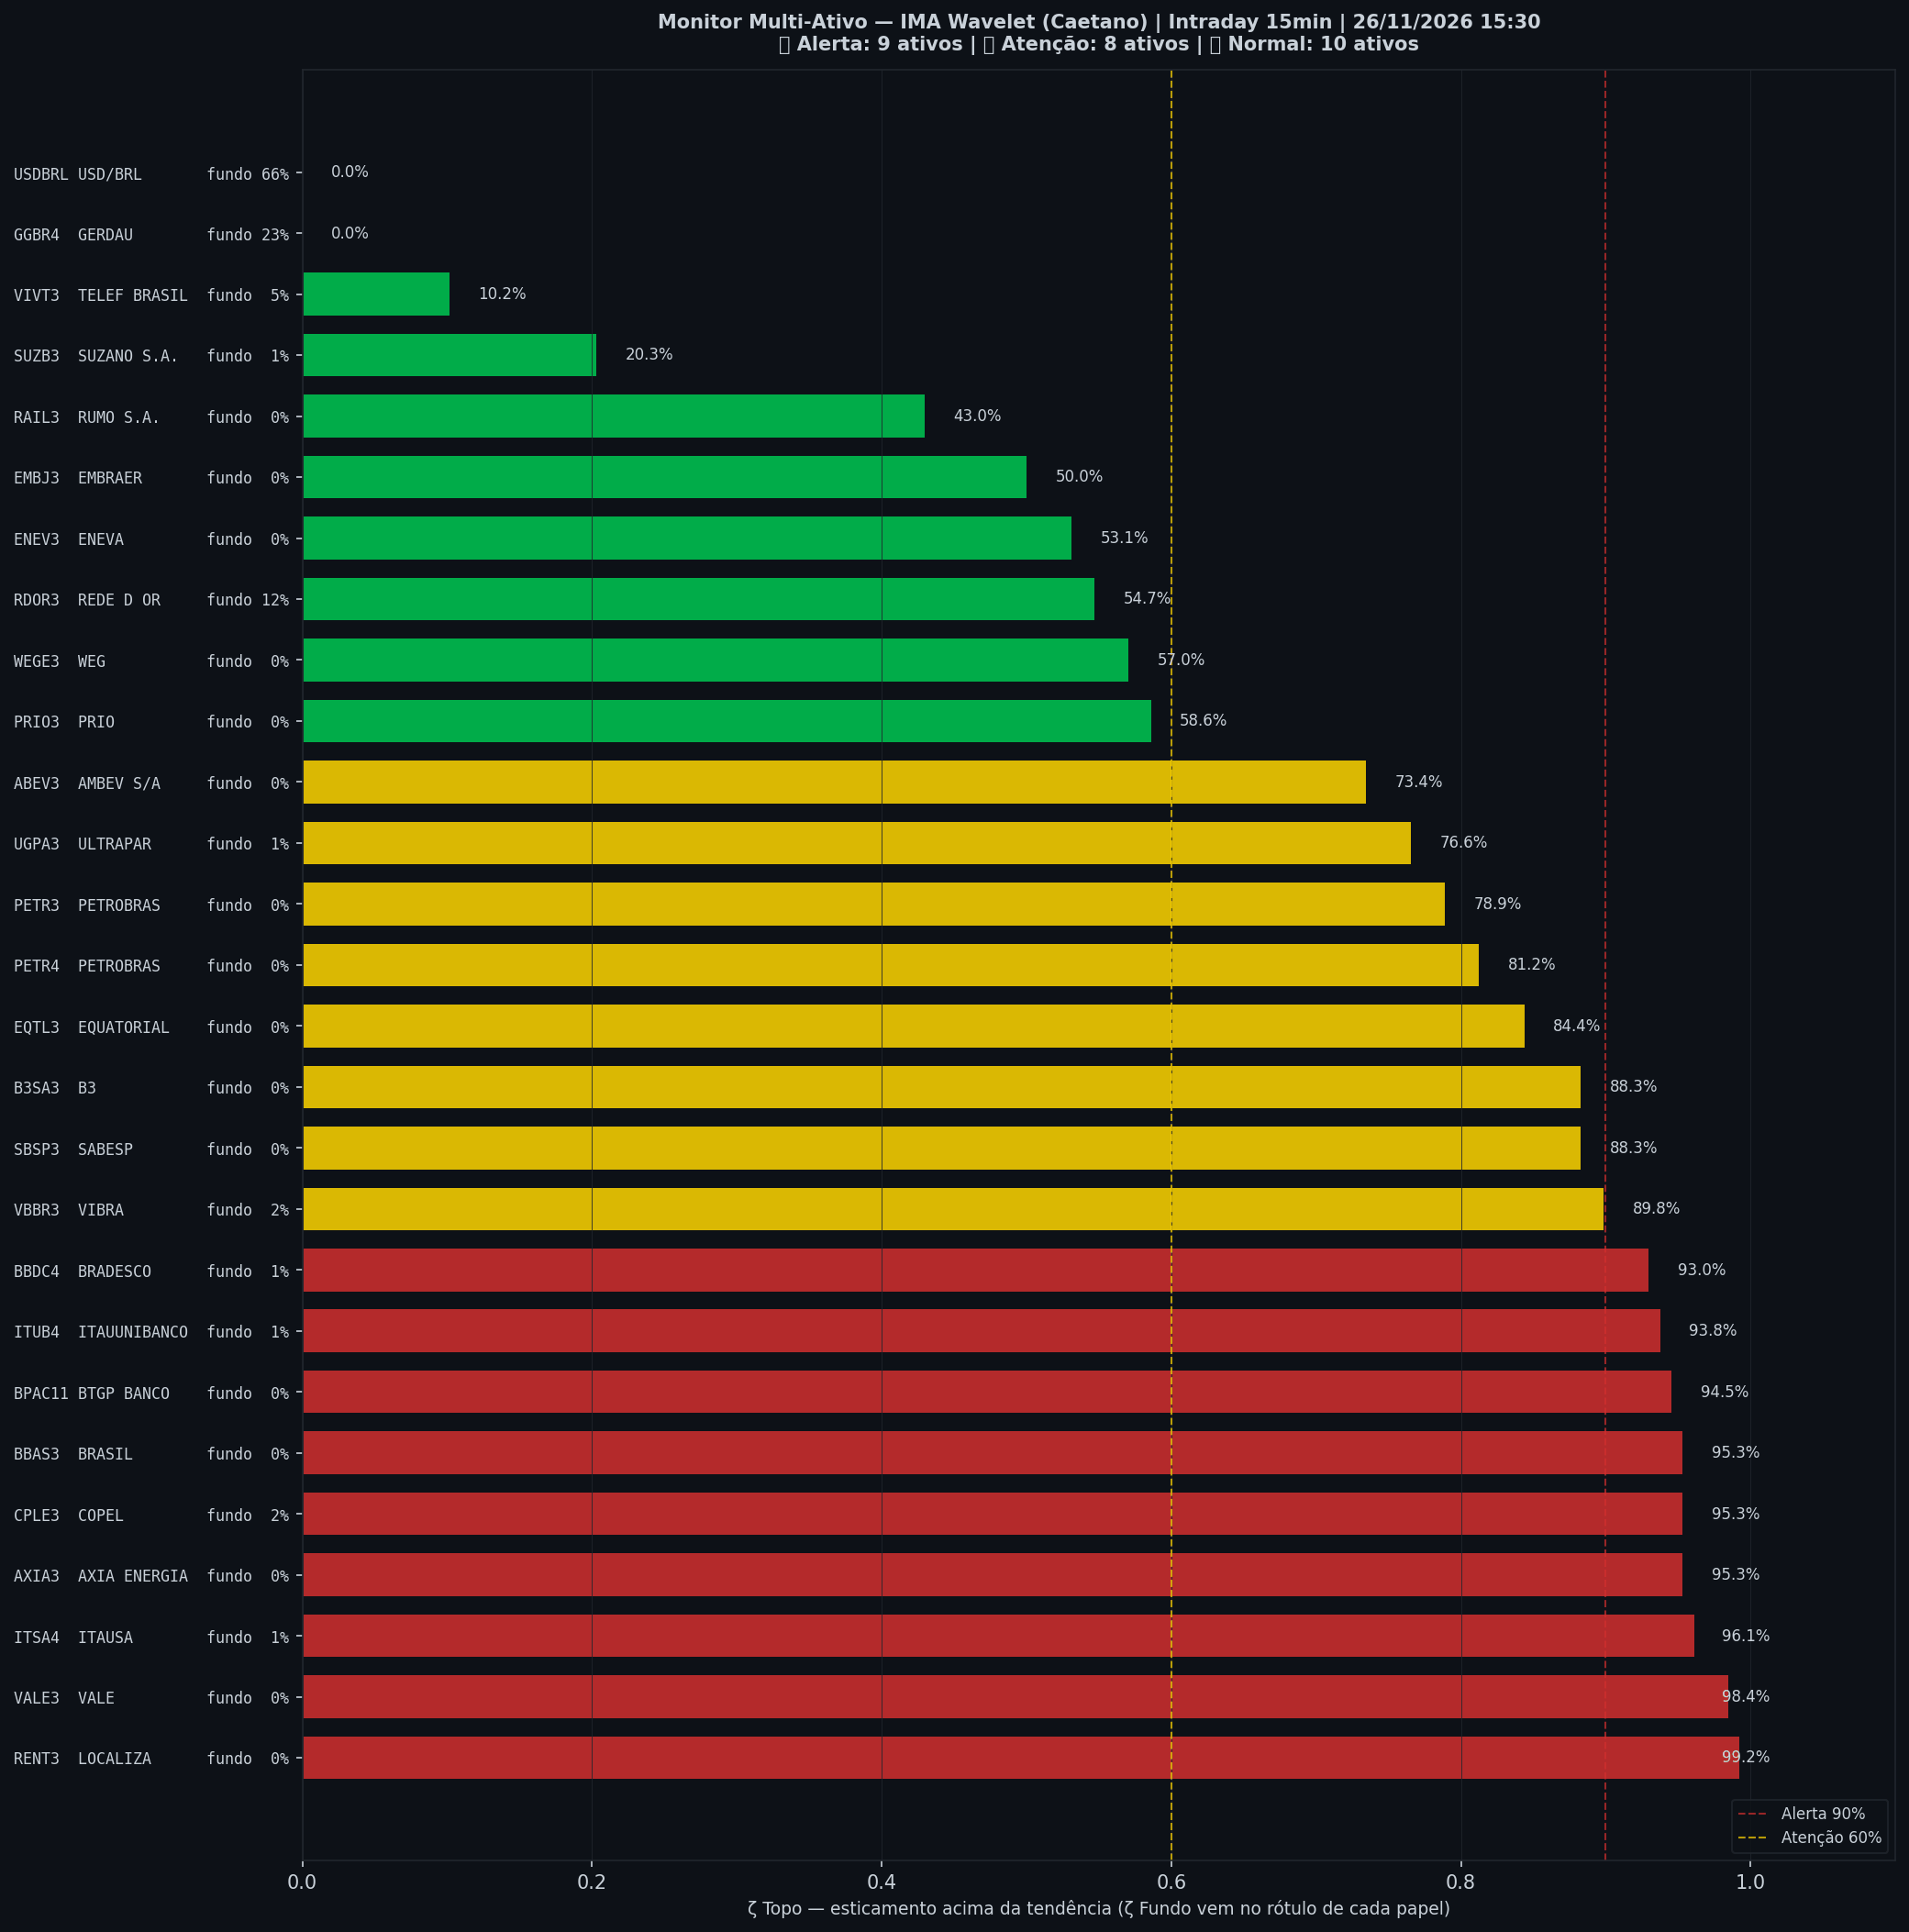 Monitor Multi-Ativo — IMA Wavelet (Caetano) | Intraday 15min | 26/11/2026 15:30
▯ Alerta: 9 ativos | ▯ Atenção: 8 ativos | ▯ Normal: 10 ativos
USDBRL USD/BRL fundo 66% 0.0%
GGBR4 GERDAU fundo 23% 0.0%
VIVT3 TELEF BRASIL fundo 5% 10.2%
SUZB3 SUZANO S.A. fundo 1% 20.3%
RAIL3 RUMO S.A. fundo 0% 43.0%
EMBJ3 EMBRAER fundo 0% 50.0%
ENEV3 ENEVA fundo 0% 53.1%
RDOR3 REDE D OR fundo 12% 54.7%
WEGE3 WEG fundo 0% 57.0%
PRIO3 PRIO fundo 0% 58.6%
ABEV3 AMBEV S/A fundo 0% 73.4%
UGPA3 ULTRAPAR fundo 1% 76.6%
PETR3 PETROBRAS fundo 0% 78.9%
PETR4 PETROBRAS fundo 0% 81.2%
EQTL3 EQUATORIAL fundo 0% 84.4%
B3SA3 B3 fundo 0% 88.3%
SBSP3 SABESP fundo 0% 88.3%
VBBR3 VIBRA fundo 2% 89.8%
BBDC4 BRADESCO fundo 1% 93.0%
ITUB4 ITAUUNIBANCO fundo 1% 93.8%
BPAC11 BTGP BANCO fundo 0% 94.5%
BBAS3 BRASIL fundo 0% 95.3%
CPLE3 COPEL fundo 2% 95.3%
AXIA3 AXIA ENERGIA fundo 0% 95.3%
ITSA4 ITAUSA fundo 1% 96.1%
VALE3 VALE fundo 0% 98.4%
RENT3 LOCALIZA fundo 0% 99.2%
Alerta 90%
Atenção 60%
0.0 0.2 0.4 0.6 0.8 1.0
ζ Topo — esticamento acima da tendência (ζ Fundo vem no rótulo de cada papel)